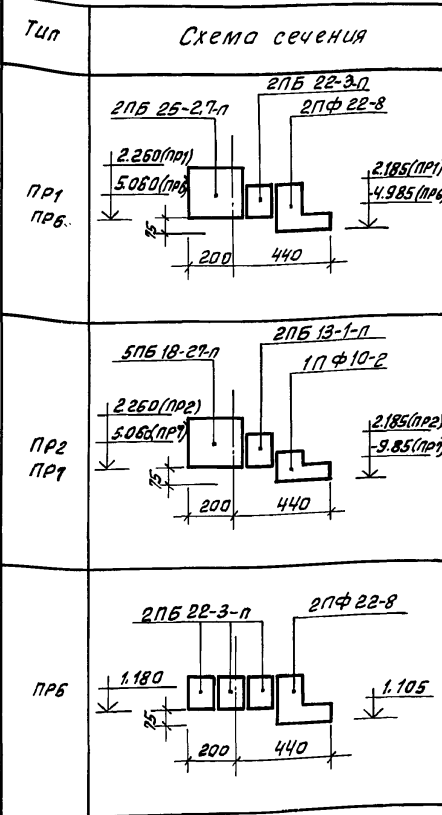 Тип
Схема сечения
ПР1
ПР6
2ПБ 25-2,7-п
2ПБ 22-3-п
2ПФ 22-8
2.260(ПР1)
5.060(ПР6)
2.185(ПР1)
4.985(ПР6)
75
200
440
ПР2
ПР7
5ПБ 18-27-п
2ПБ 13-1-п
1ПФ 10-2
2.260(ПР2)
5.060(ПР7)
2.185(ПР2)
-9.85(ПР7)
75
200
440
ПР5
2ПБ 22-3-п
2ПФ 22-8
1.180
1.105
75
200
440